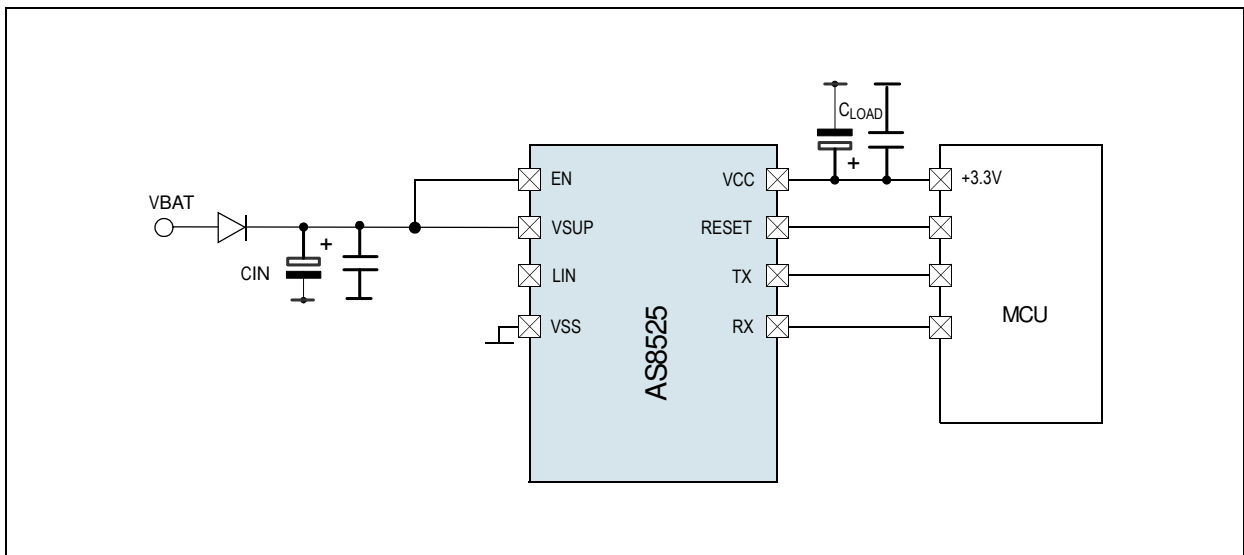 VBAT
+
CIN
EN
VSUP
LIN
VSS
AS8525
VCC
RESET
TX
RX
CLOAD
+
+3.3V
MCU